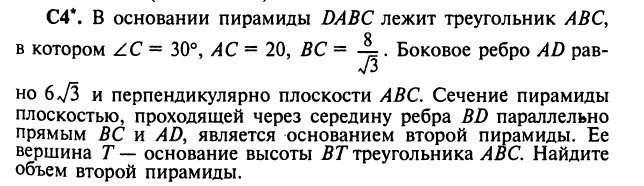 С4*. В основании пирамиды DABC лежит треугольник ABC,
в котором ∠C = 30°, AC = 20, BC = 8/√3. Боковое ребро AD рав-
но 6√3 и перпендикулярно плоскости ABC. Сечение пирамиды
плоскостью, проходящей через середину ребра BD параллельно
прямым BC и AD, является основанием второй пирамиды. Ее
вершина T — основание высоты BT треугольника ABC. Найдите
объем второй пирамиды.